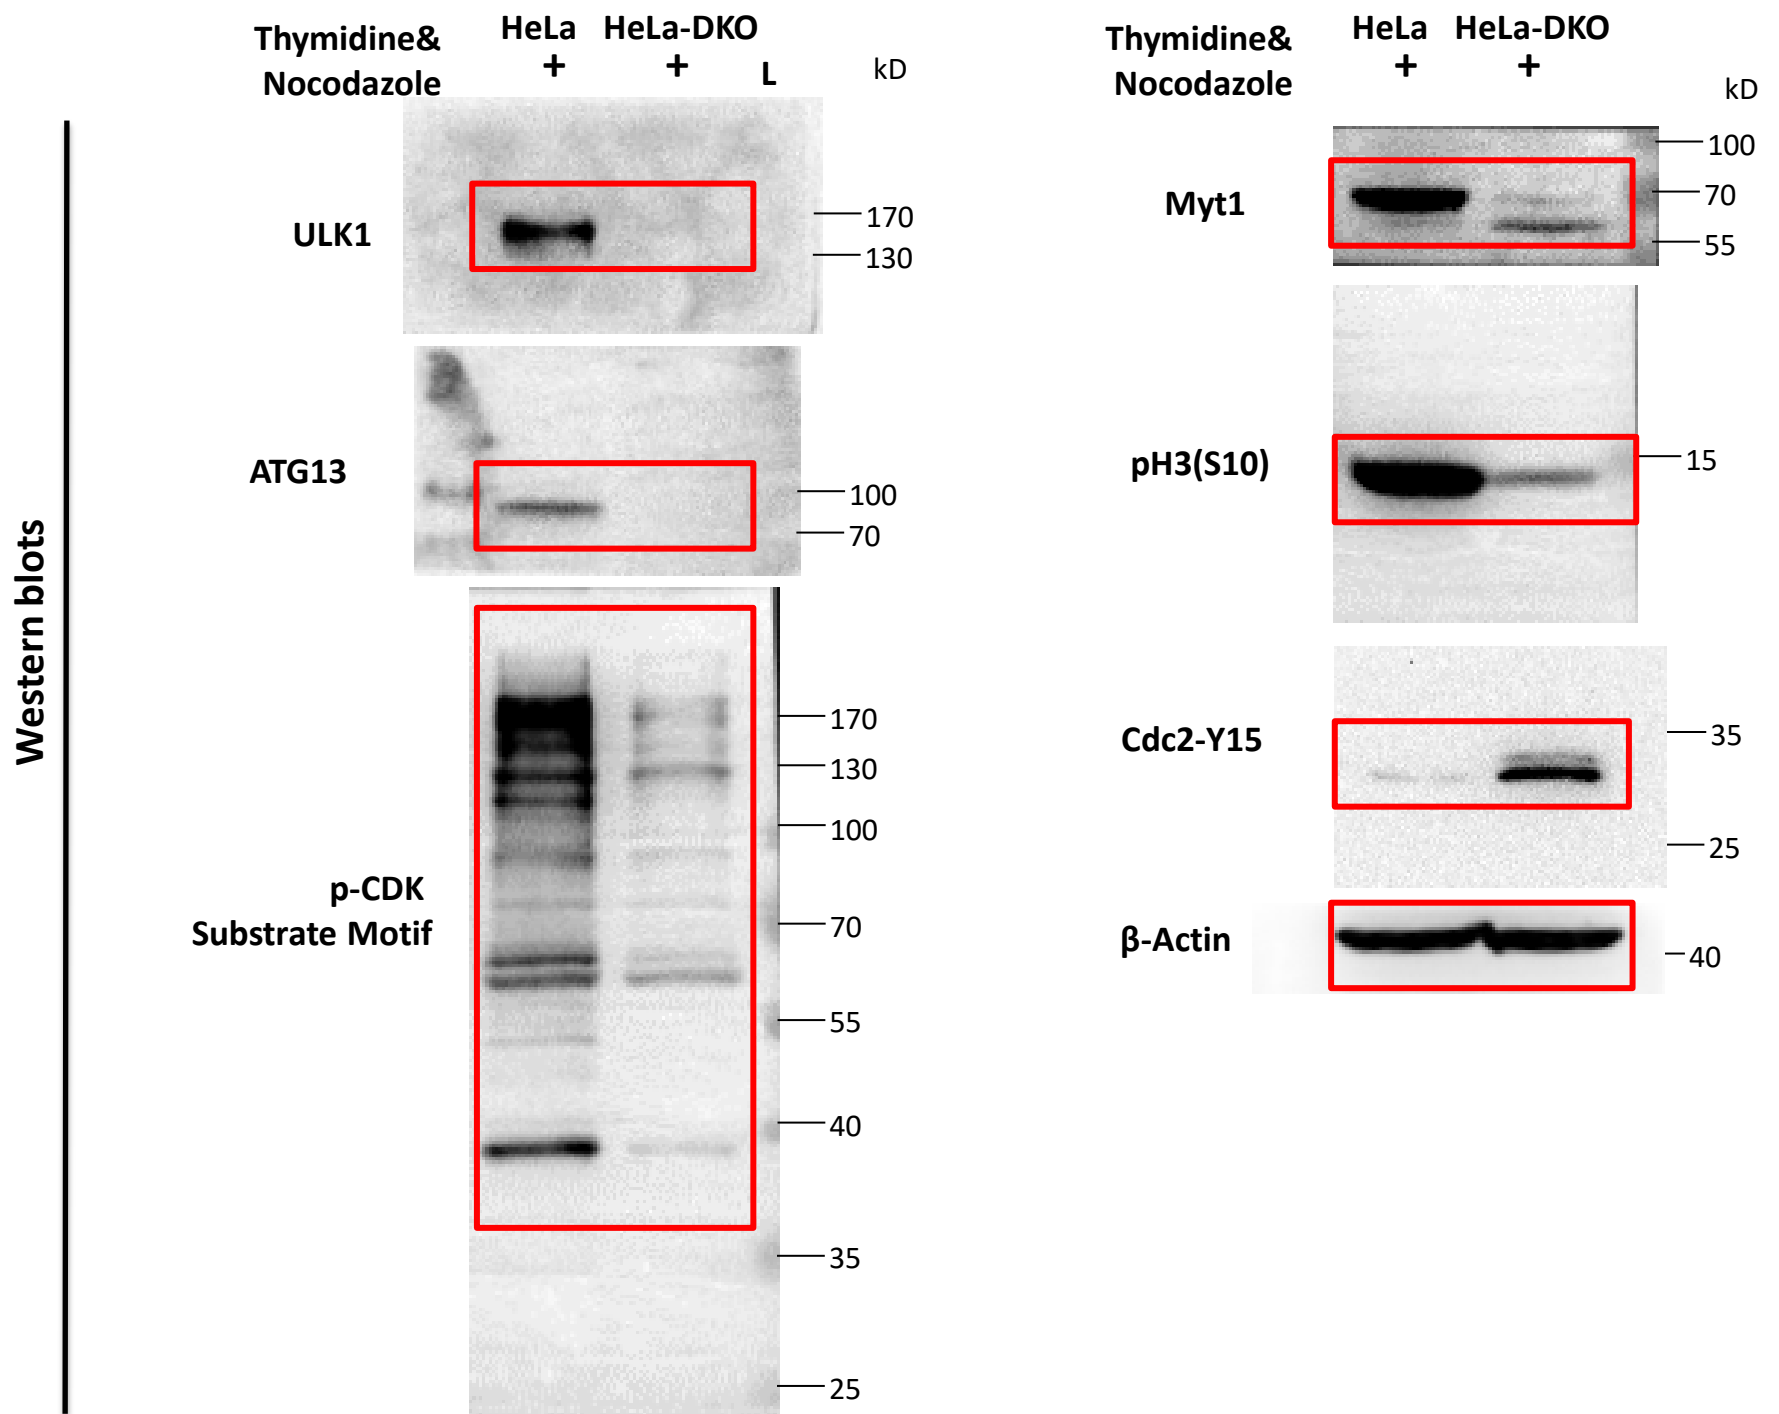 Western blots
Thymidine&
Nocodazole
HeLa HeLa-DKO
+ + L kD
ULK1
170
130
ATG13
100
70
p-CDK
Substrate Motif
170
130
100
70
55
40
35
25
Thymidine&
Nocodazole
HeLa HeLa-DKO
+ +
kD
Myt1
100
70
55
pH3(S10)
15
Cdc2-Y15
35
25
β-Actin
40